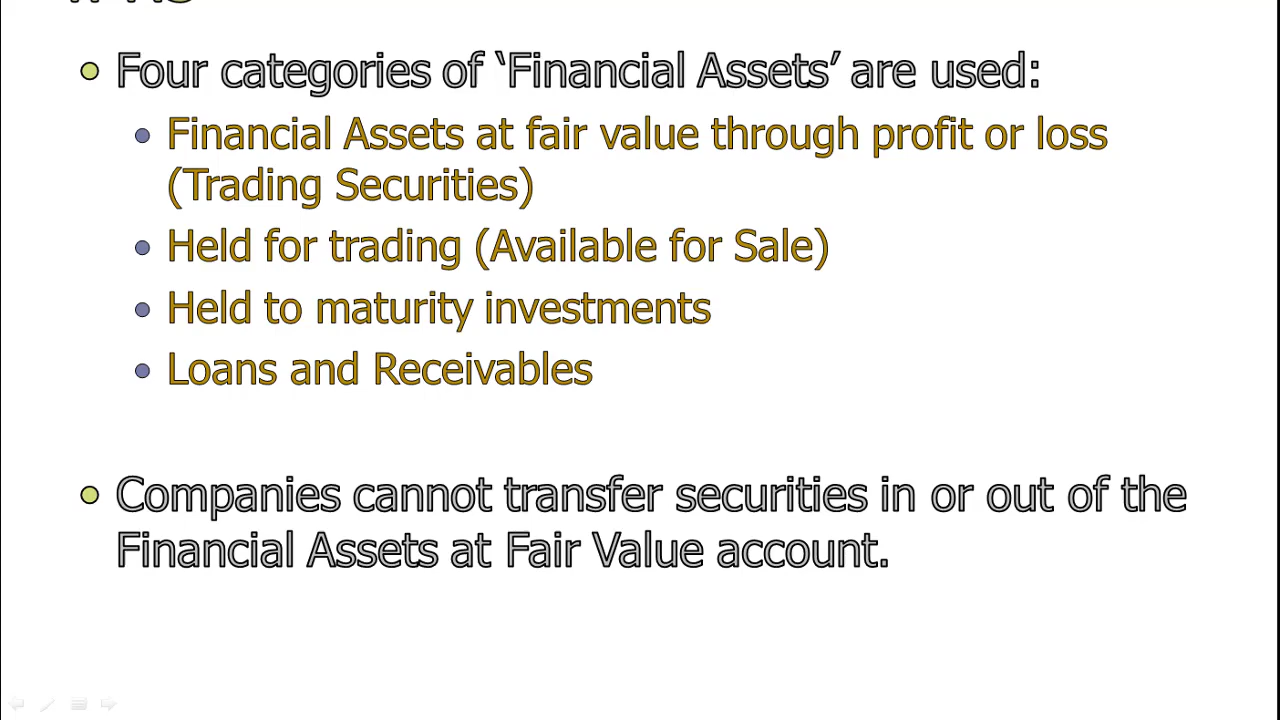 Four categories of ‘Financial Assets’ are used:
Financial Assets at fair value through profit or loss
(Trading Securities)
Held for trading (Available for Sale)
Held to maturity investments
Loans and Receivables
Companies cannot transfer securities in or out of the
Financial Assets at Fair Value account.